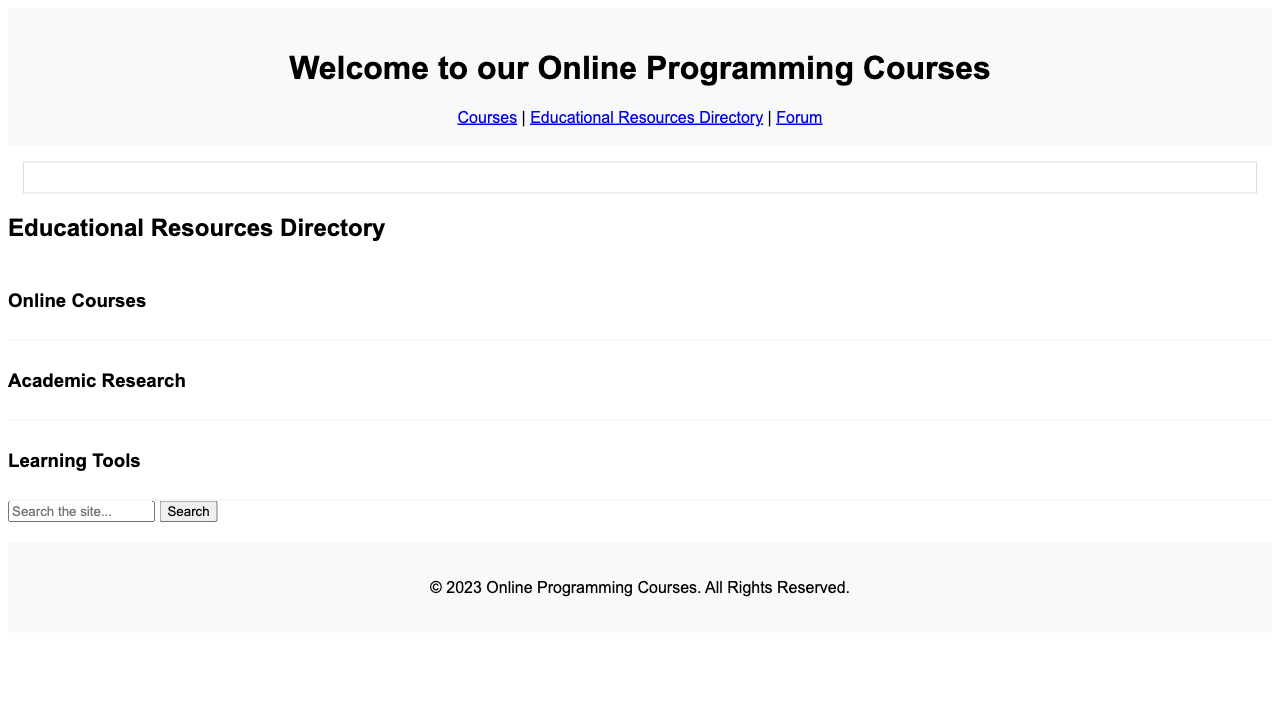 Welcome to our Online Programming Courses
Courses | Educational Resources Directory | Forum
Educational Resources Directory
Online Courses
Academic Research
Learning Tools
Search the site... Search
© 2023 Online Programming Courses. All Rights Reserved.